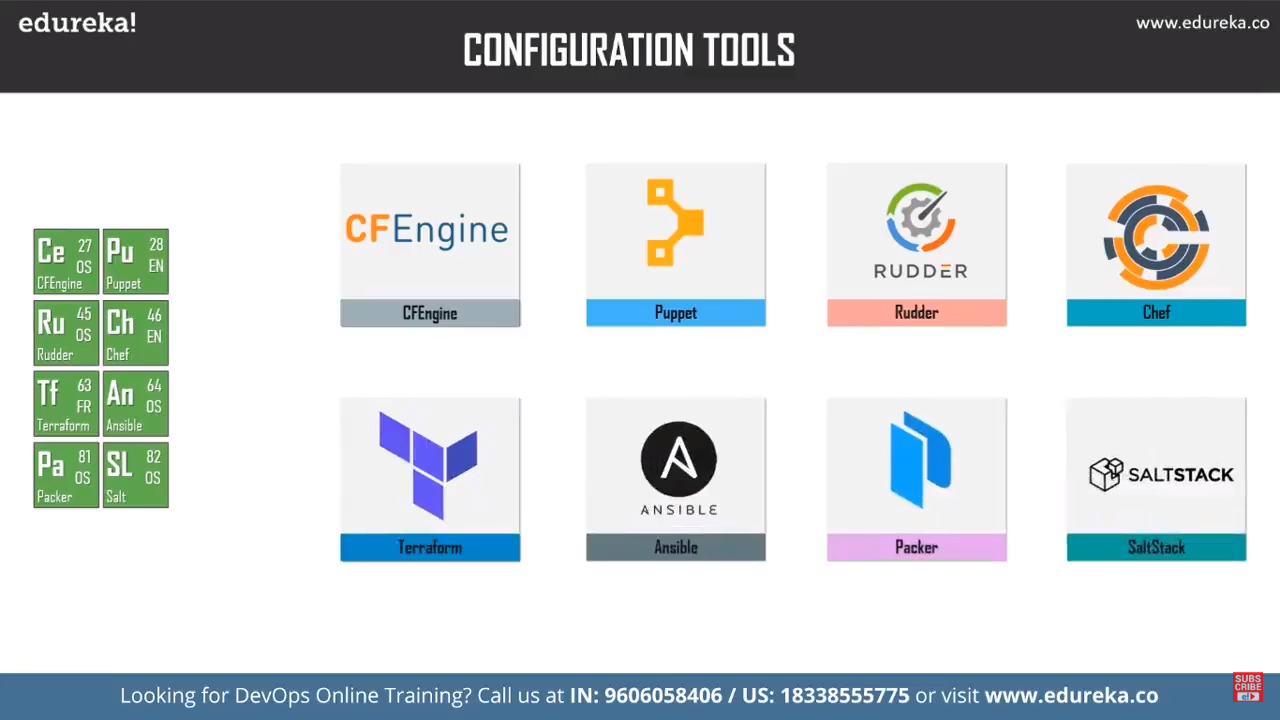 edureka!
www.edureka.co
CONFIGURATION TOOLS
Ce 27 OS CFEngine
Pu 28 EN Puppet
Ru 45 OS Rudder
Ch 46 EN Chef
Tf 63 FR Terraform
An 64 OS Ansible
Pa 81 OS Packer
SL 82 OS Salt
CFEngine
CFEngine
Puppet
RUDDER
Rudder
Chef
Terraform
ANSIBLE
Ansible
Packer
SALTSTACK
SaltStack
Looking for DevOps Online Training? Call us at IN: 9606058406 / US: 18338555775 or visit www.edureka.co
SUBS
CRIBE